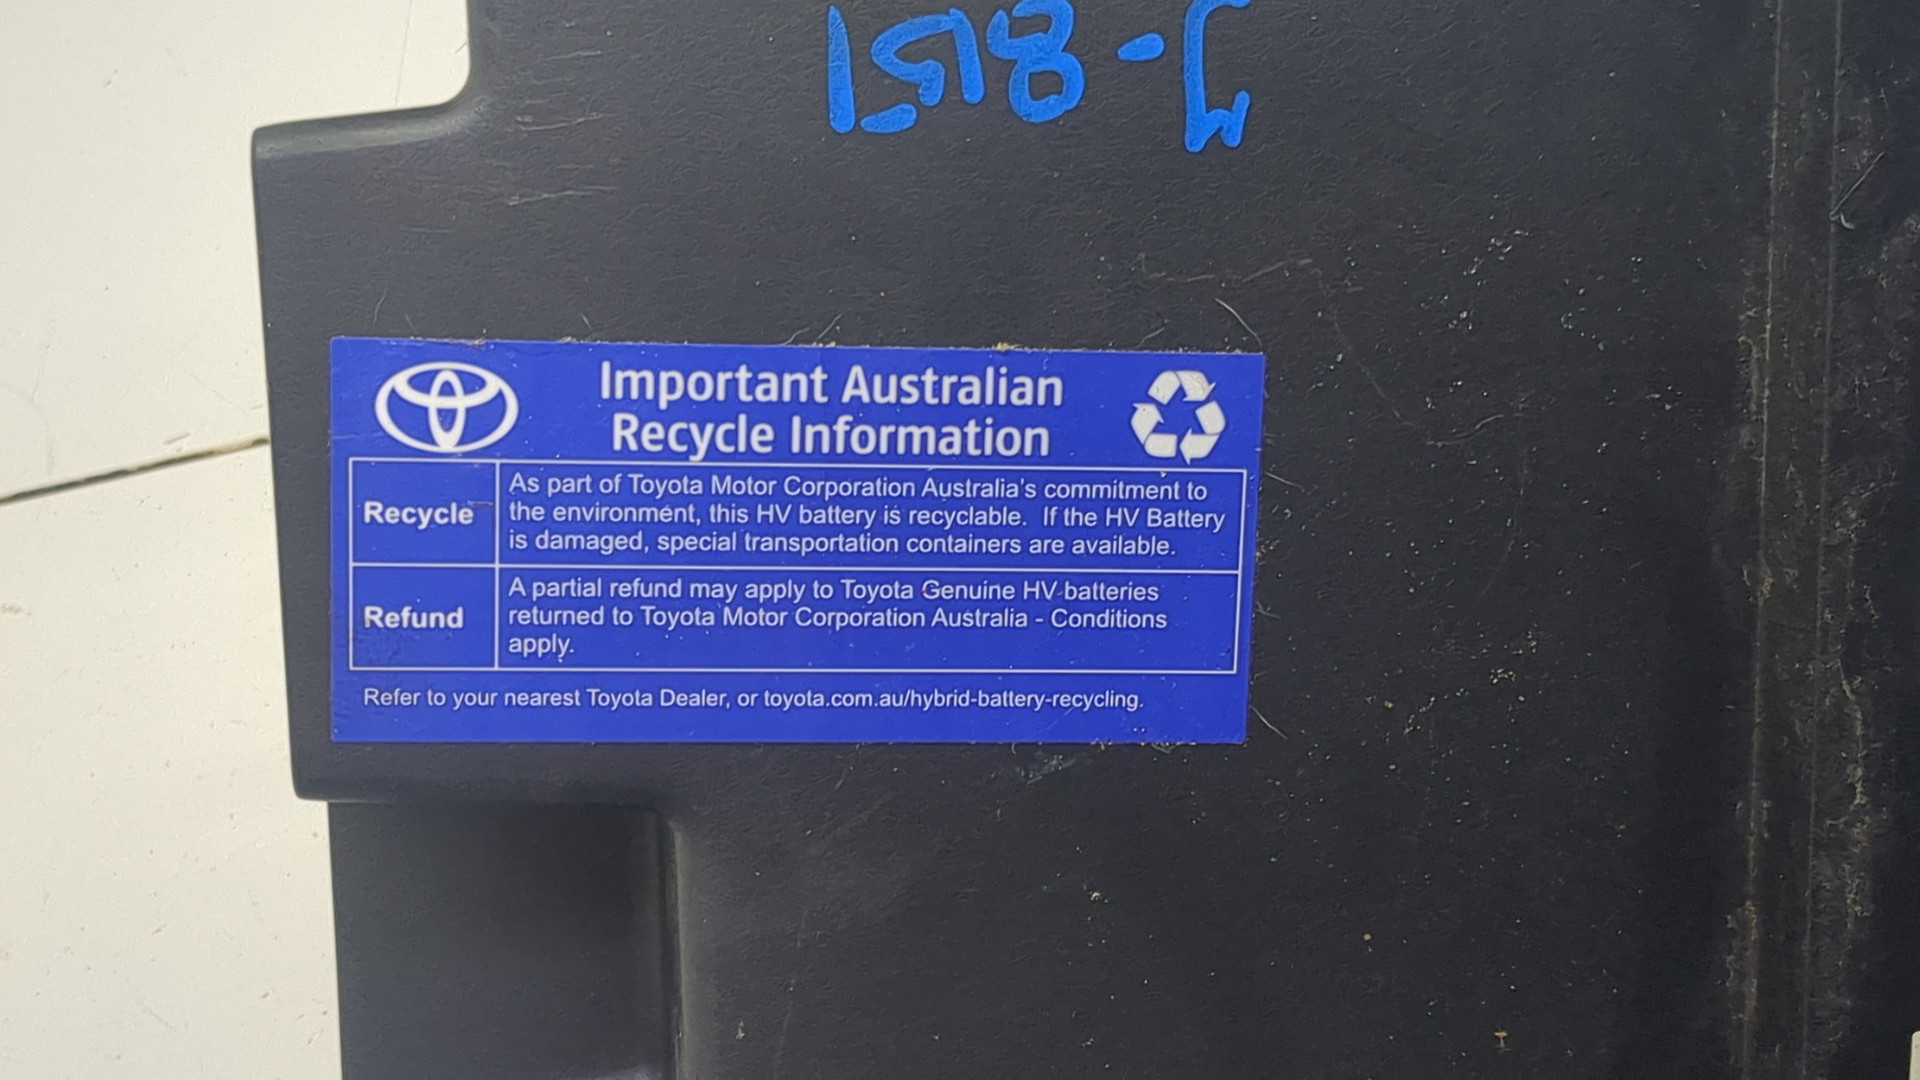 Important Australian
Recycle Information
Recycle
As part of Toyota Motor Corporation Australia's commitment to
the environment, this HV battery is recyclable. If the HV Battery
is damaged, special transportation containers are available.
Refund
A partial refund may apply to Toyota Genuine HV batteries
returned to Toyota Motor Corporation Australia - Conditions
apply.
Refer to your nearest Toyota Dealer, or toyota.com.au/hybrid-battery-recycling.